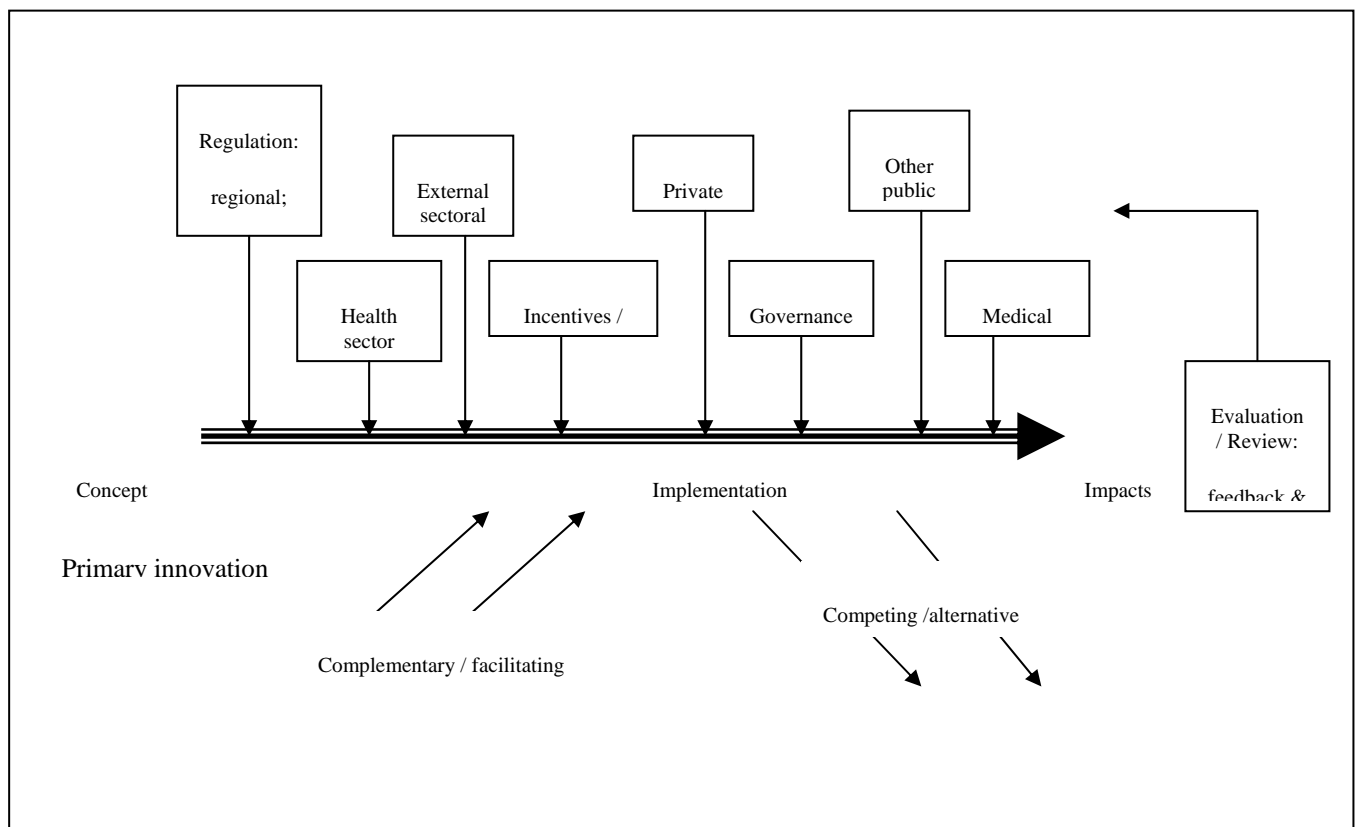 Regulation:
regional;
External
sectoral
Private
Other
public
Health
sector
Incentives /
Governance
Medical
Evaluation
/ Review:
feedback &
Concept
Implementation
Impacts
Primary innovation
Competing /alternative
Complementary / facilitating